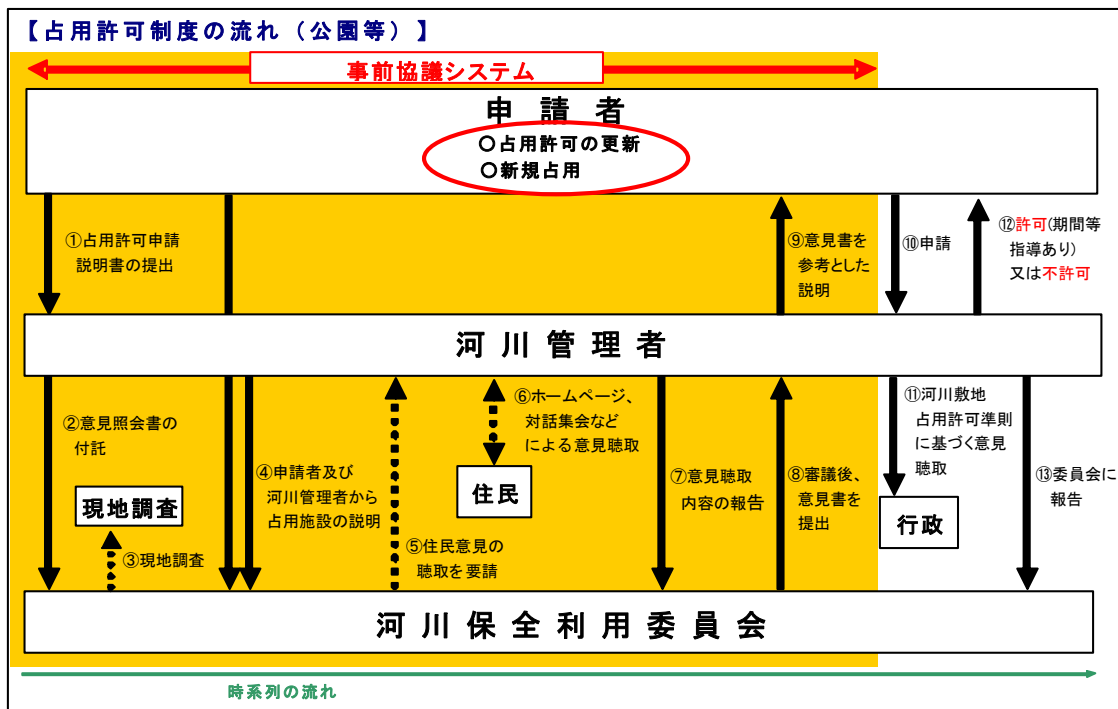 【占用許可制度の流れ（公園等）】
事前協議システム
申請者
○占用許可の更新
○新規占用
①占用許可申請
説明書の提出
⑨意見書を
参考とした
説明
⑩申請
⑫許可(期間等
指導あり)
又は不許可
河川管理者
②意見照会書の
付託
現地調査
③現地調査
④申請者及び
河川管理者から
占用施設の説明
⑤住民意見の
聴取を要請
⑥ホームページ、
対話集会など
による意見聴取
住民
⑦意見聴取
内容の報告
⑧審議後、
意見書を
提出
⑪河川敷地
占用許可準則
に基づく意見
聴取
行政
⑬委員会に
報告
河川保全利用委員会
時系列の流れ